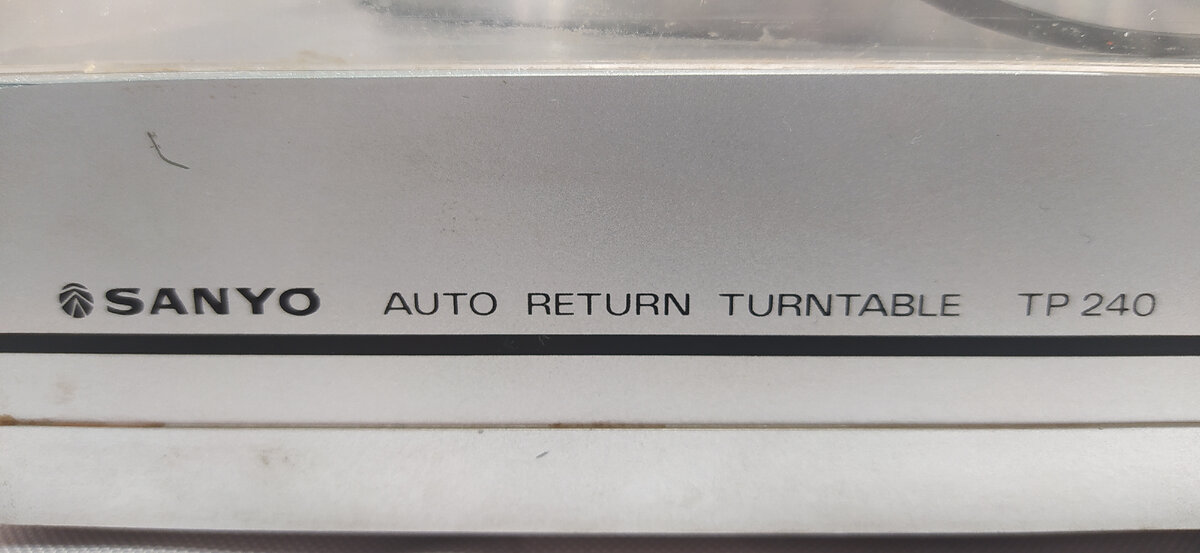 SANYO AUTO RETURN TURNTABLE TP 240